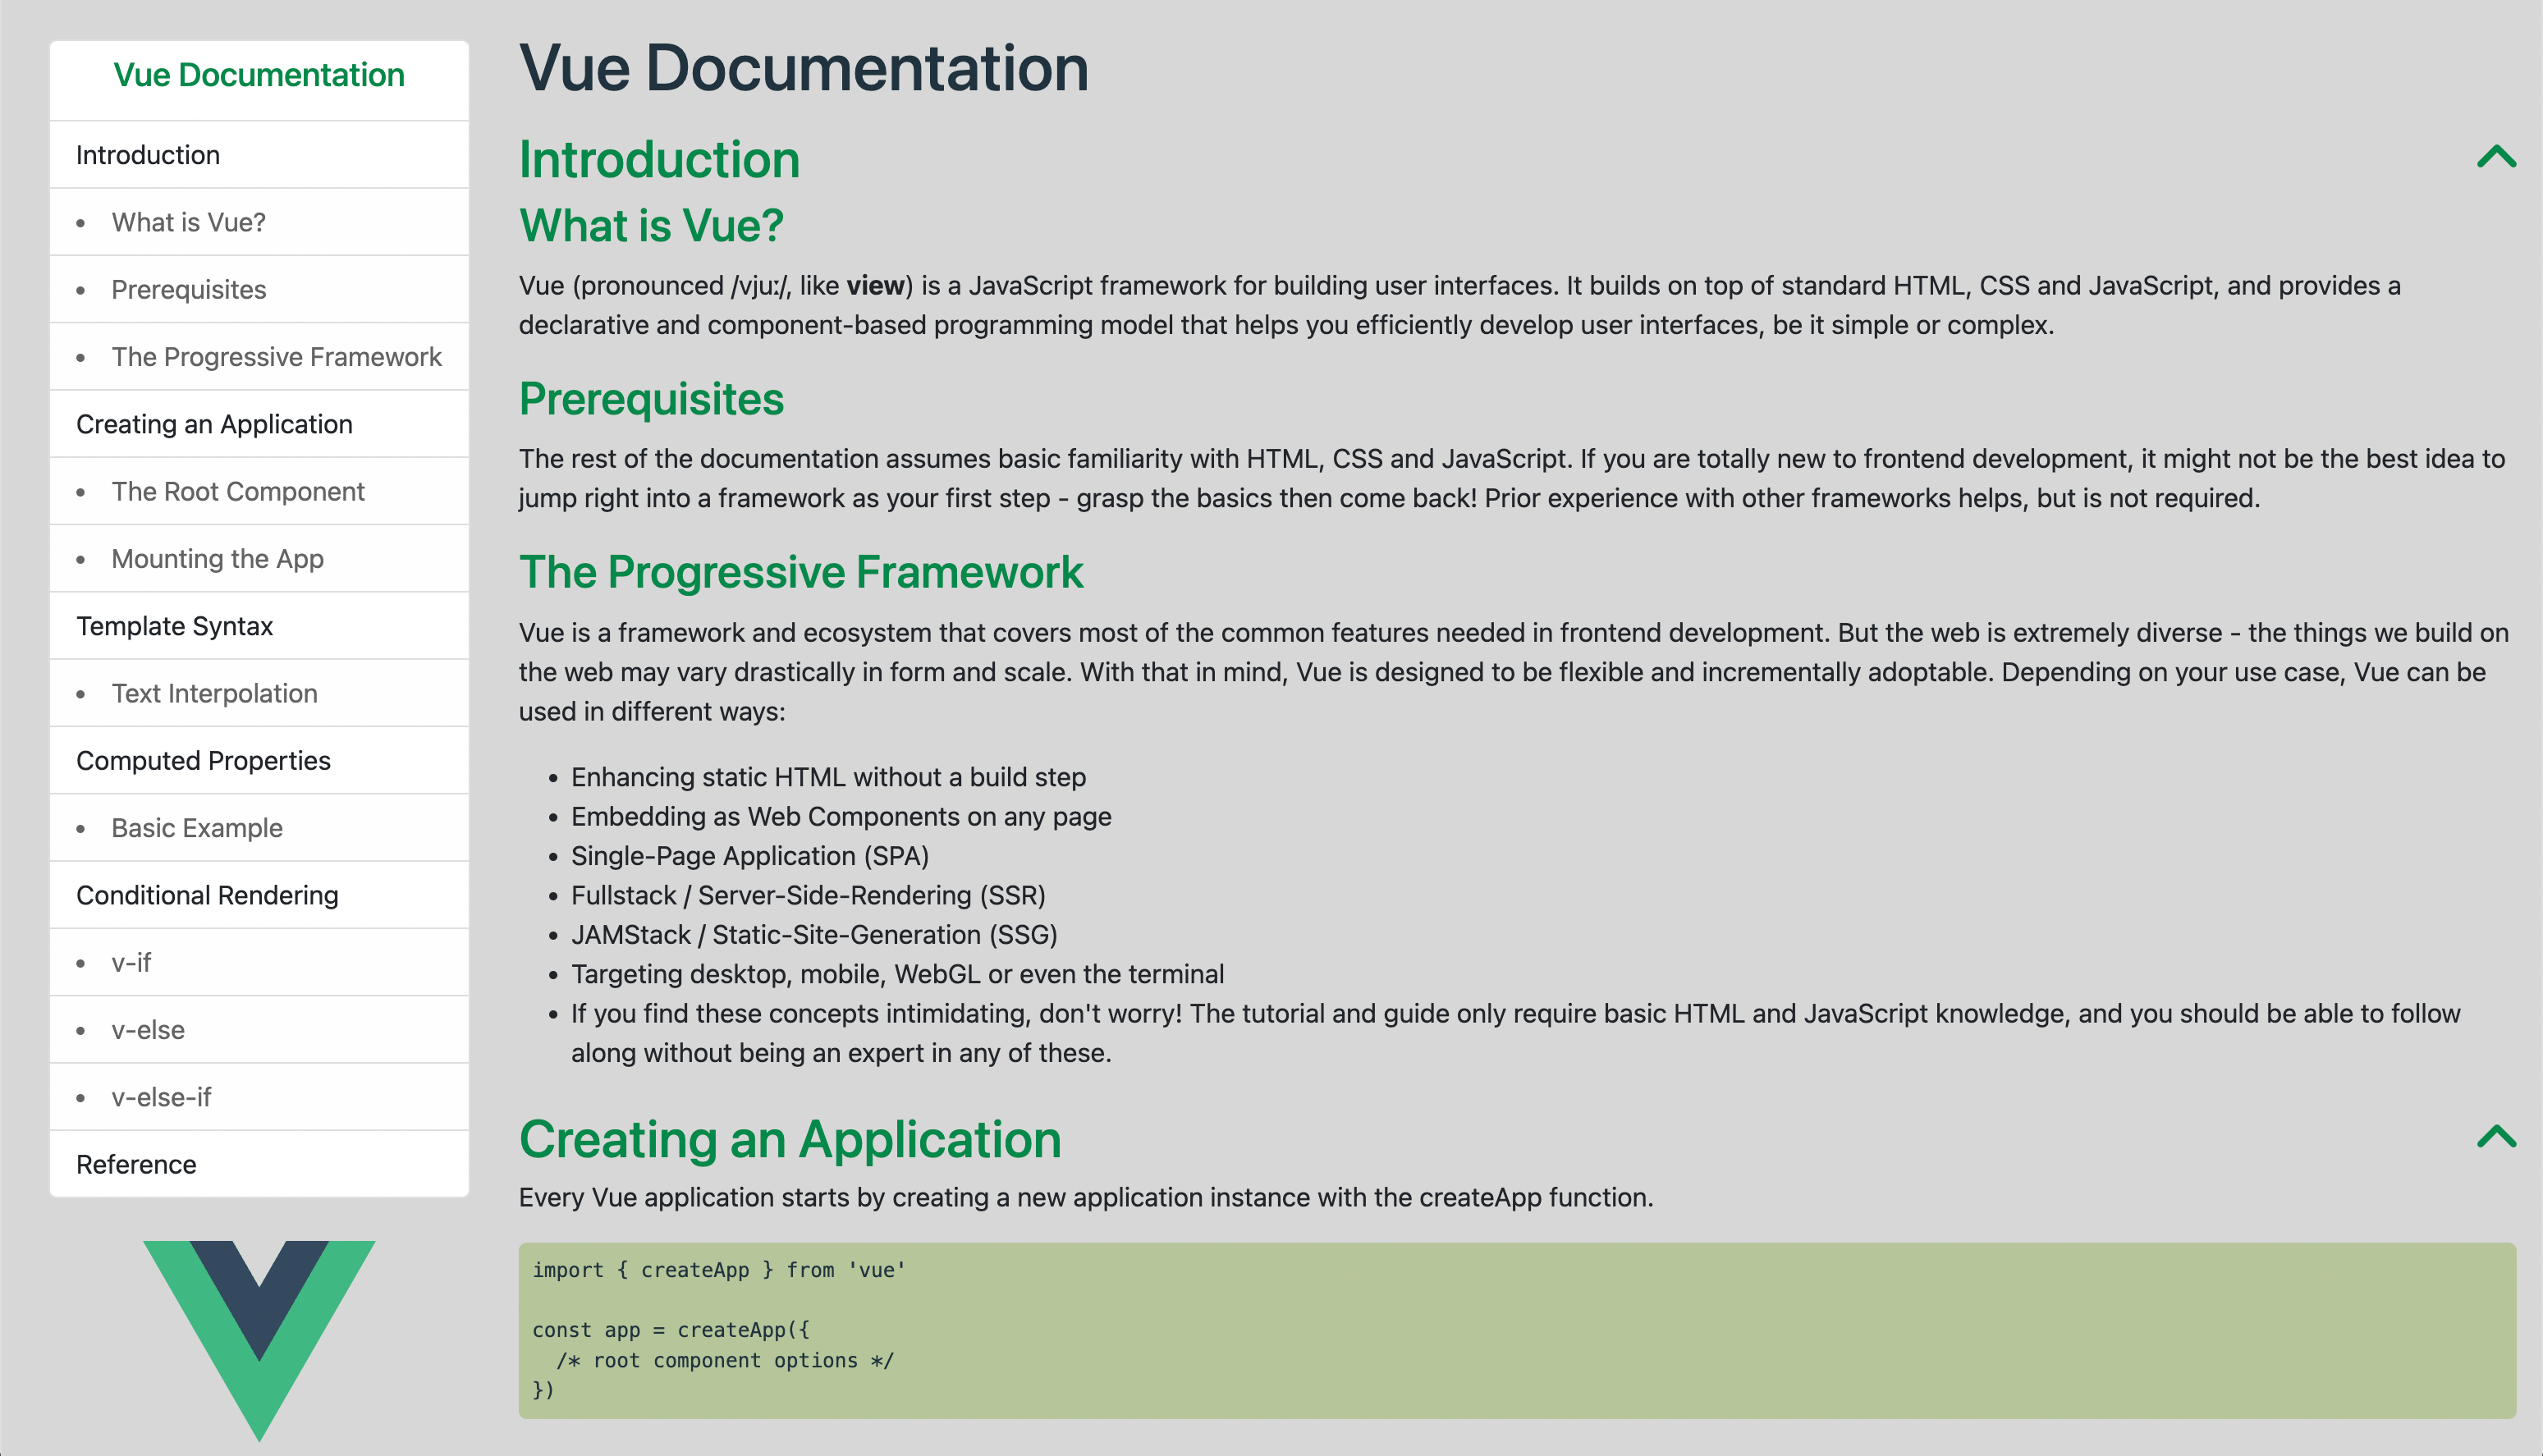 Vue Documentation
Introduction
• What is Vue?
• Prerequisites
• The Progressive Framework
Creating an Application
• The Root Component
• Mounting the App
Template Syntax
• Text Interpolation
Computed Properties
• Basic Example
Conditional Rendering
• v-if
• v-else
• v-else-if
Reference
Vue Documentation
Introduction
What is Vue?
Vue (pronounced /vjuː/, like view) is a JavaScript framework for building user interfaces. It builds on top of standard HTML, CSS and JavaScript, and provides a
declarative and component-based programming model that helps you efficiently develop user interfaces, be it simple or complex.
Prerequisites
The rest of the documentation assumes basic familiarity with HTML, CSS and JavaScript. If you are totally new to frontend development, it might not be the best idea to
jump right into a framework as your first step - grasp the basics then come back! Prior experience with other frameworks helps, but is not required.
The Progressive Framework
Vue is a framework and ecosystem that covers most of the common features needed in frontend development. But the web is extremely diverse - the things we build on
the web may vary drastically in form and scale. With that in mind, Vue is designed to be flexible and incrementally adoptable. Depending on your use case, Vue can be
used in different ways:
• Enhancing static HTML without a build step
• Embedding as Web Components on any page
• Single-Page Application (SPA)
• Fullstack / Server-Side-Rendering (SSR)
• JAMStack / Static-Site-Generation (SSG)
• Targeting desktop, mobile, WebGL or even the terminal
• If you find these concepts intimidating, don't worry! The tutorial and guide only require basic HTML and JavaScript knowledge, and you should be able to follow
along without being an expert in any of these.
Creating an Application
Every Vue application starts by creating a new application instance with the createApp function.
import { createApp } from 'vue'
const app = createApp({
  /* root component options */
})